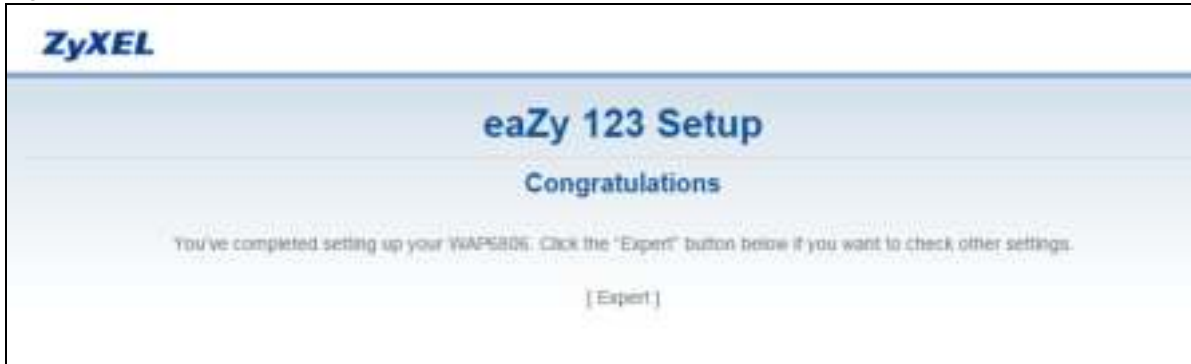 ZyXEL
eaZy 123 Setup
Congratulations
You've completed setting up your WAP6806. Click the "Expert" button below if you want to check other settings.
[ Expert ]